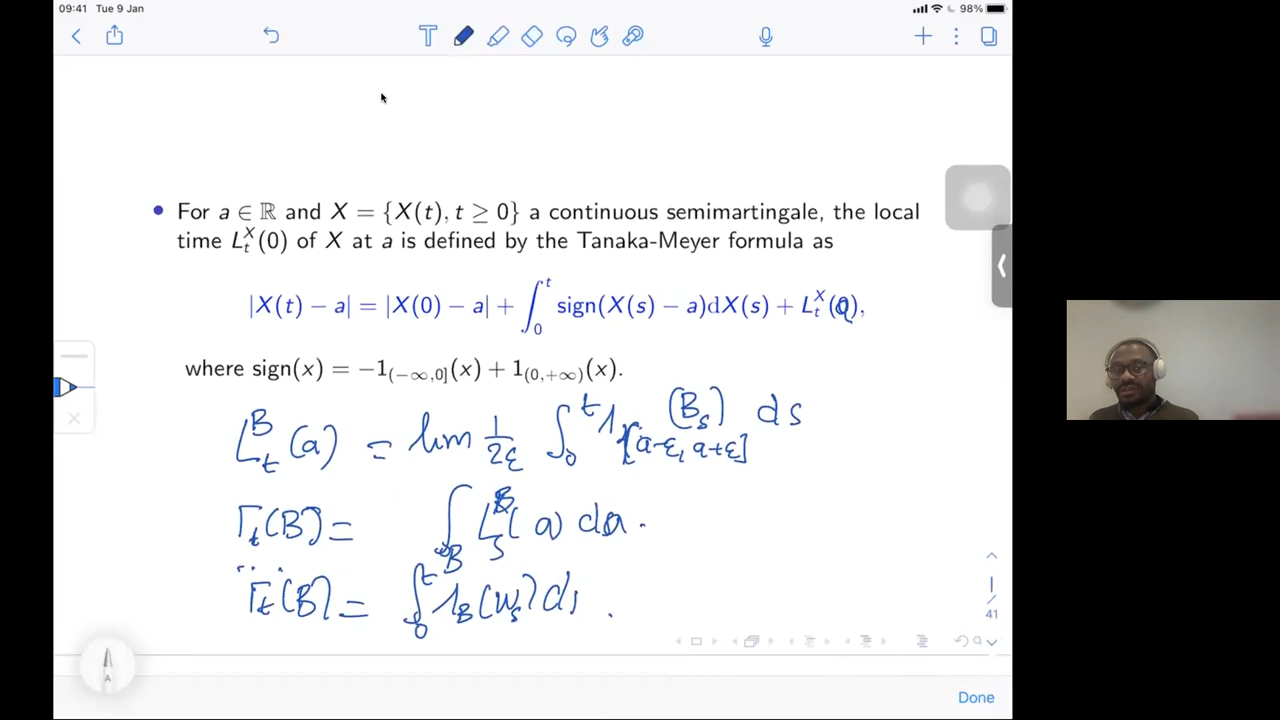 09:41 Tue 9 Jan 98%
• For a ∈ ℝ and X = {X(t), t ≥ 0} a continuous semimartingale, the local
time L_t^X(0) of X at a is defined by the Tanaka-Meyer formula as
|X(t) − a| = |X(0) − a| + ∫_0^t sign(X(s) − a)dX(s) + L_t^X(a),
where sign(x) = −1_{(−∞,0]}(x) + 1_{(0,+∞)}(x).
L_t^B(a) = lim 1/2ε ∫_0^t 1_{[a−ε, a+ε]}(B_s) ds
Γ_t(B) = ∫_B L_s^B(a) da.
Γ_t(B) = ∫_0^t 1_B(W_s) ds.
1
/
41
A
Done